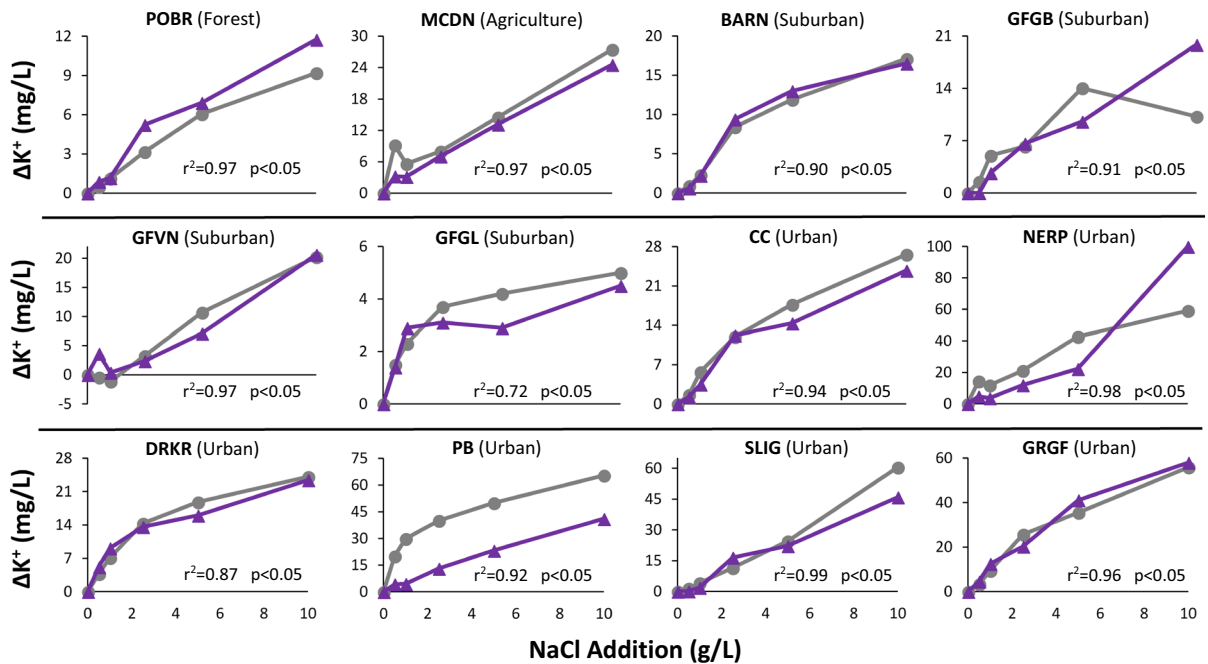 POBR (Forest)
MCDN (Agriculture)
BARN (Suburban)
GFGB (Suburban)
ΔK⁺ (mg/L)
12
9
6
3
0
r²=0.97 p<0.05
30
24
18
12
6
0
r²=0.97 p<0.05
20
15
10
5
0
r²=0.90 p<0.05
21
14
7
0
r²=0.91 p<0.05
GFVN (Suburban)
GFGL (Suburban)
CC (Urban)
NERP (Urban)
ΔK⁺ (mg/L)
20
15
10
5
0
-5
r²=0.97 p<0.05
6
4
2
0
r²=0.72 p<0.05
28
21
14
7
0
r²=0.94 p<0.05
100
80
60
40
20
0
r²=0.98 p<0.05
DRKR (Urban)
PB (Urban)
SLIG (Urban)
GRGF (Urban)
ΔK⁺ (mg/L)
28
21
14
7
0
r²=0.87 p<0.05
0 2 4 6 8 10
75
60
45
30
15
0
r²=0.92 p<0.05
0 2 4 6 8 10
60
45
30
15
0
r²=0.99 p<0.05
0 2 4 6 8 10
60
40
20
0
r²=0.96 p<0.05
0 2 4 6 8 10
NaCl Addition (g/L)